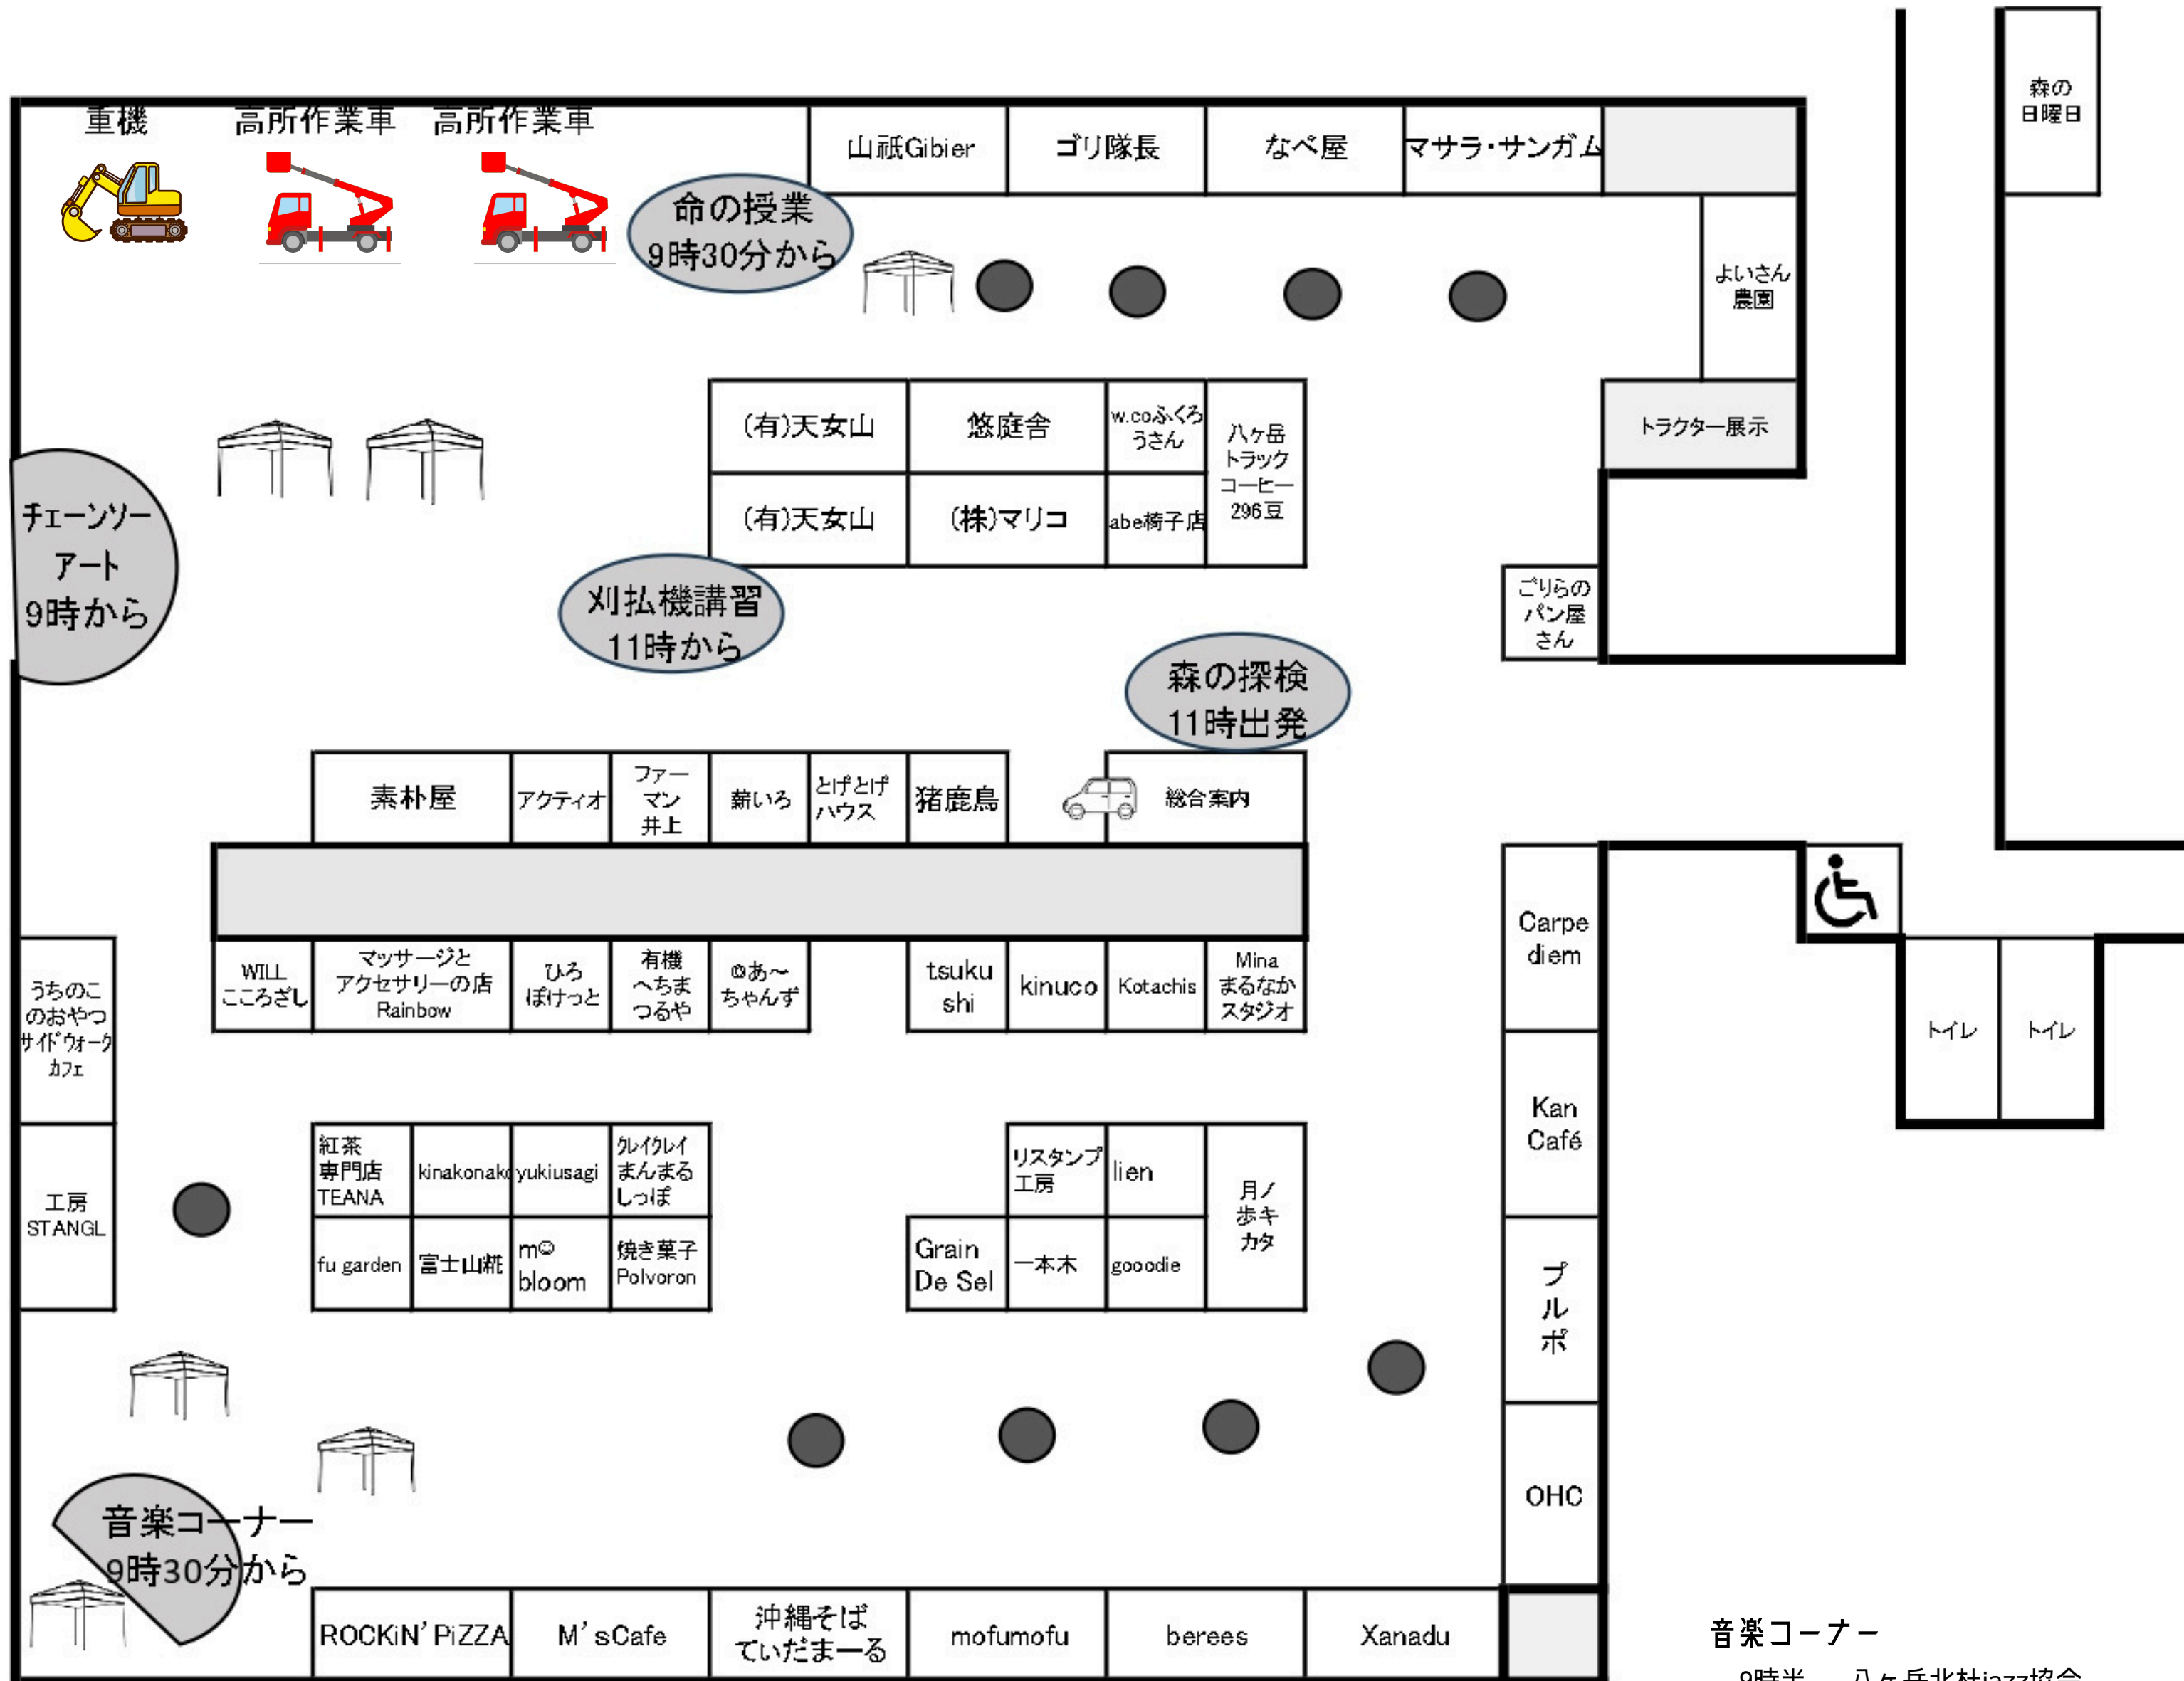 重機
高所作業車
高所作業車
山祇Gibier
ゴリ隊長
なべ屋
マサラ・サンガム
森の
日曜日
命の授業
9時30分から
よいさん
農園
(有)天女山
悠庭舎
w.coふくろ
うさん
八ヶ岳
トラック
コーヒー
296豆
トラクター展示
チェーンソー
アート
9時から
(有)天女山
(株)マリコ
abe椅子店
刈払機講習
11時から
ごりらの
パン屋
さん
森の探検
11時出発
素朴屋
アクティオ
ファー
マン
井上
薪いろ
とげとげ
ハウス
猪鹿鳥
総合案内
うちのこ
のおやつ
サイドウォーク
カフェ
WILL
こころざし
マッサージと
アクセサリーの店
Rainbow
ひろ
ぽけっと
有機
へちま
つるや
@あ～
ちゃんず
tsuku
shi
kinuco
Kotachis
Mina
まるなか
スタジオ
Carpe
diem
トイレ
トイレ
工房
STANGL
紅茶
専門店
TEANA
kinakonako
yukiusagi
クレイクレイ
まんまる
しっぽ
リスタンプ
工房
lien
月ノ
歩キ
カタ
Kan
Café
fu garden
富士山糀
m☺
bloom
焼き菓子
Polvoron
Grain
De Sel
一本木
gooodie
プ
ル
ポ
OHC
音楽コーナー
9時30分から
ROCKiN' PiZZA
M'sCafe
沖縄そば
てぃだまーる
mofumofu
berees
Xanadu
音楽コーナー
9時半 八ヶ岳北杜jazz協会